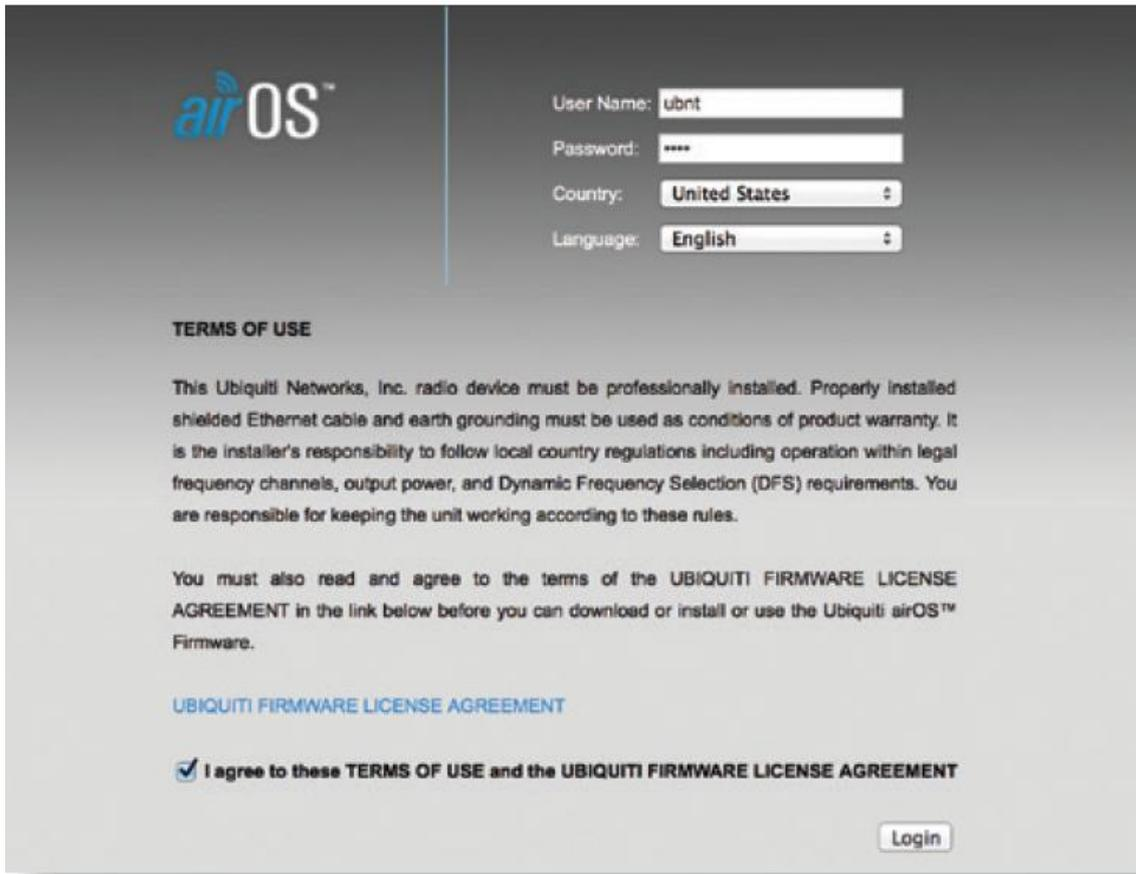 airOS™
User Name: ubnt
Password: ••••
Country: United States
Language: English
TERMS OF USE
This Ubiquiti Networks, Inc. radio device must be professionally installed. Properly installed
shielded Ethernet cable and earth grounding must be used as conditions of product warranty. It
is the installer's responsibility to follow local country regulations including operation within legal
frequency channels, output power, and Dynamic Frequency Selection (DFS) requirements. You
are responsible for keeping the unit working according to these rules.
You must also read and agree to the terms of the UBIQUITI FIRMWARE LICENSE
AGREEMENT in the link below before you can download or install or use the Ubiquiti airOS™
Firmware.
UBIQUITI FIRMWARE LICENSE AGREEMENT
I agree to these TERMS OF USE and the UBIQUITI FIRMWARE LICENSE AGREEMENT
Login